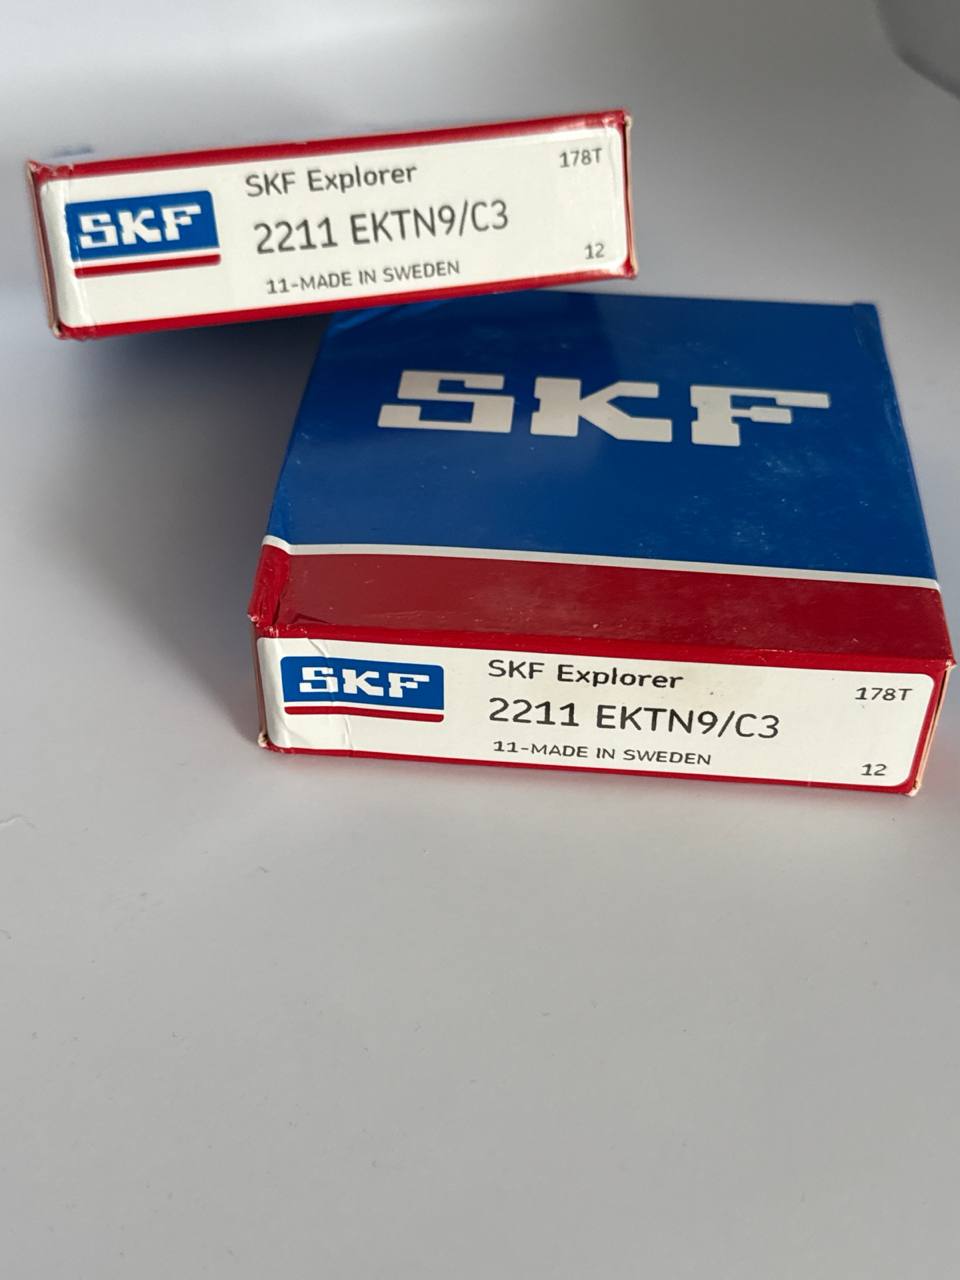 SKF
SKF Explorer
178T
2211 EKTN9/C3
11-MADE IN SWEDEN
12
SKF
SKF
SKF Explorer
178T
2211 EKTN9/C3
11-MADE IN SWEDEN
12